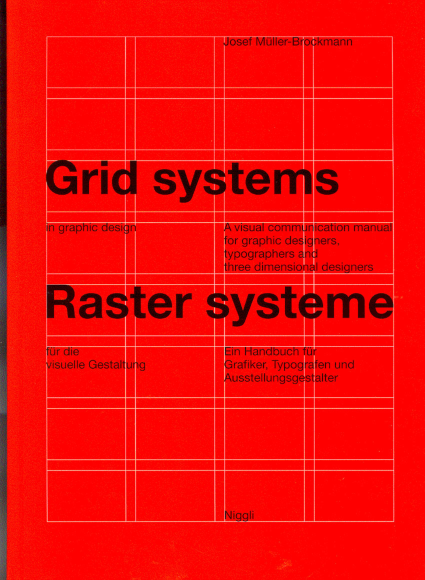 Josef Müller-Brockmann
Grid systems
in graphic design
A visual communication manual
for graphic designers,
typographers and
three dimensional designers
Raster systeme
für die
visuelle Gestaltung
Ein Handbuch für
Grafiker, Typografen und
Ausstellungsgestalter
Niggli